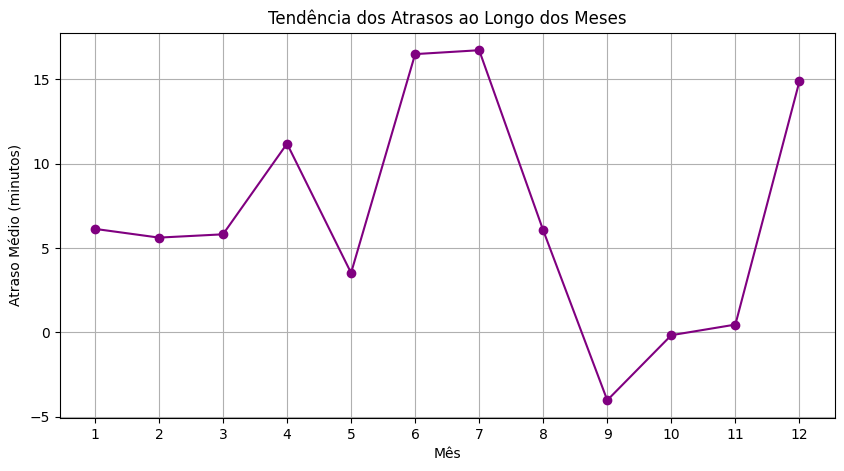 Tendência dos Atrasos ao Longo dos Meses
Atraso Médio (minutos)
15
10
5
0
−5
1 2 3 4 5 6 7 8 9 10 11 12
Mês